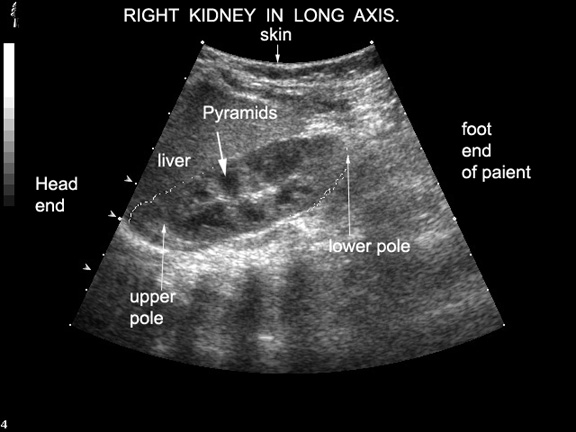 RIGHT KIDNEY IN LONG AXIS.
skin
Pyramids
liver
foot
end
of paient
Head
end
lower pole
upper
pole
4